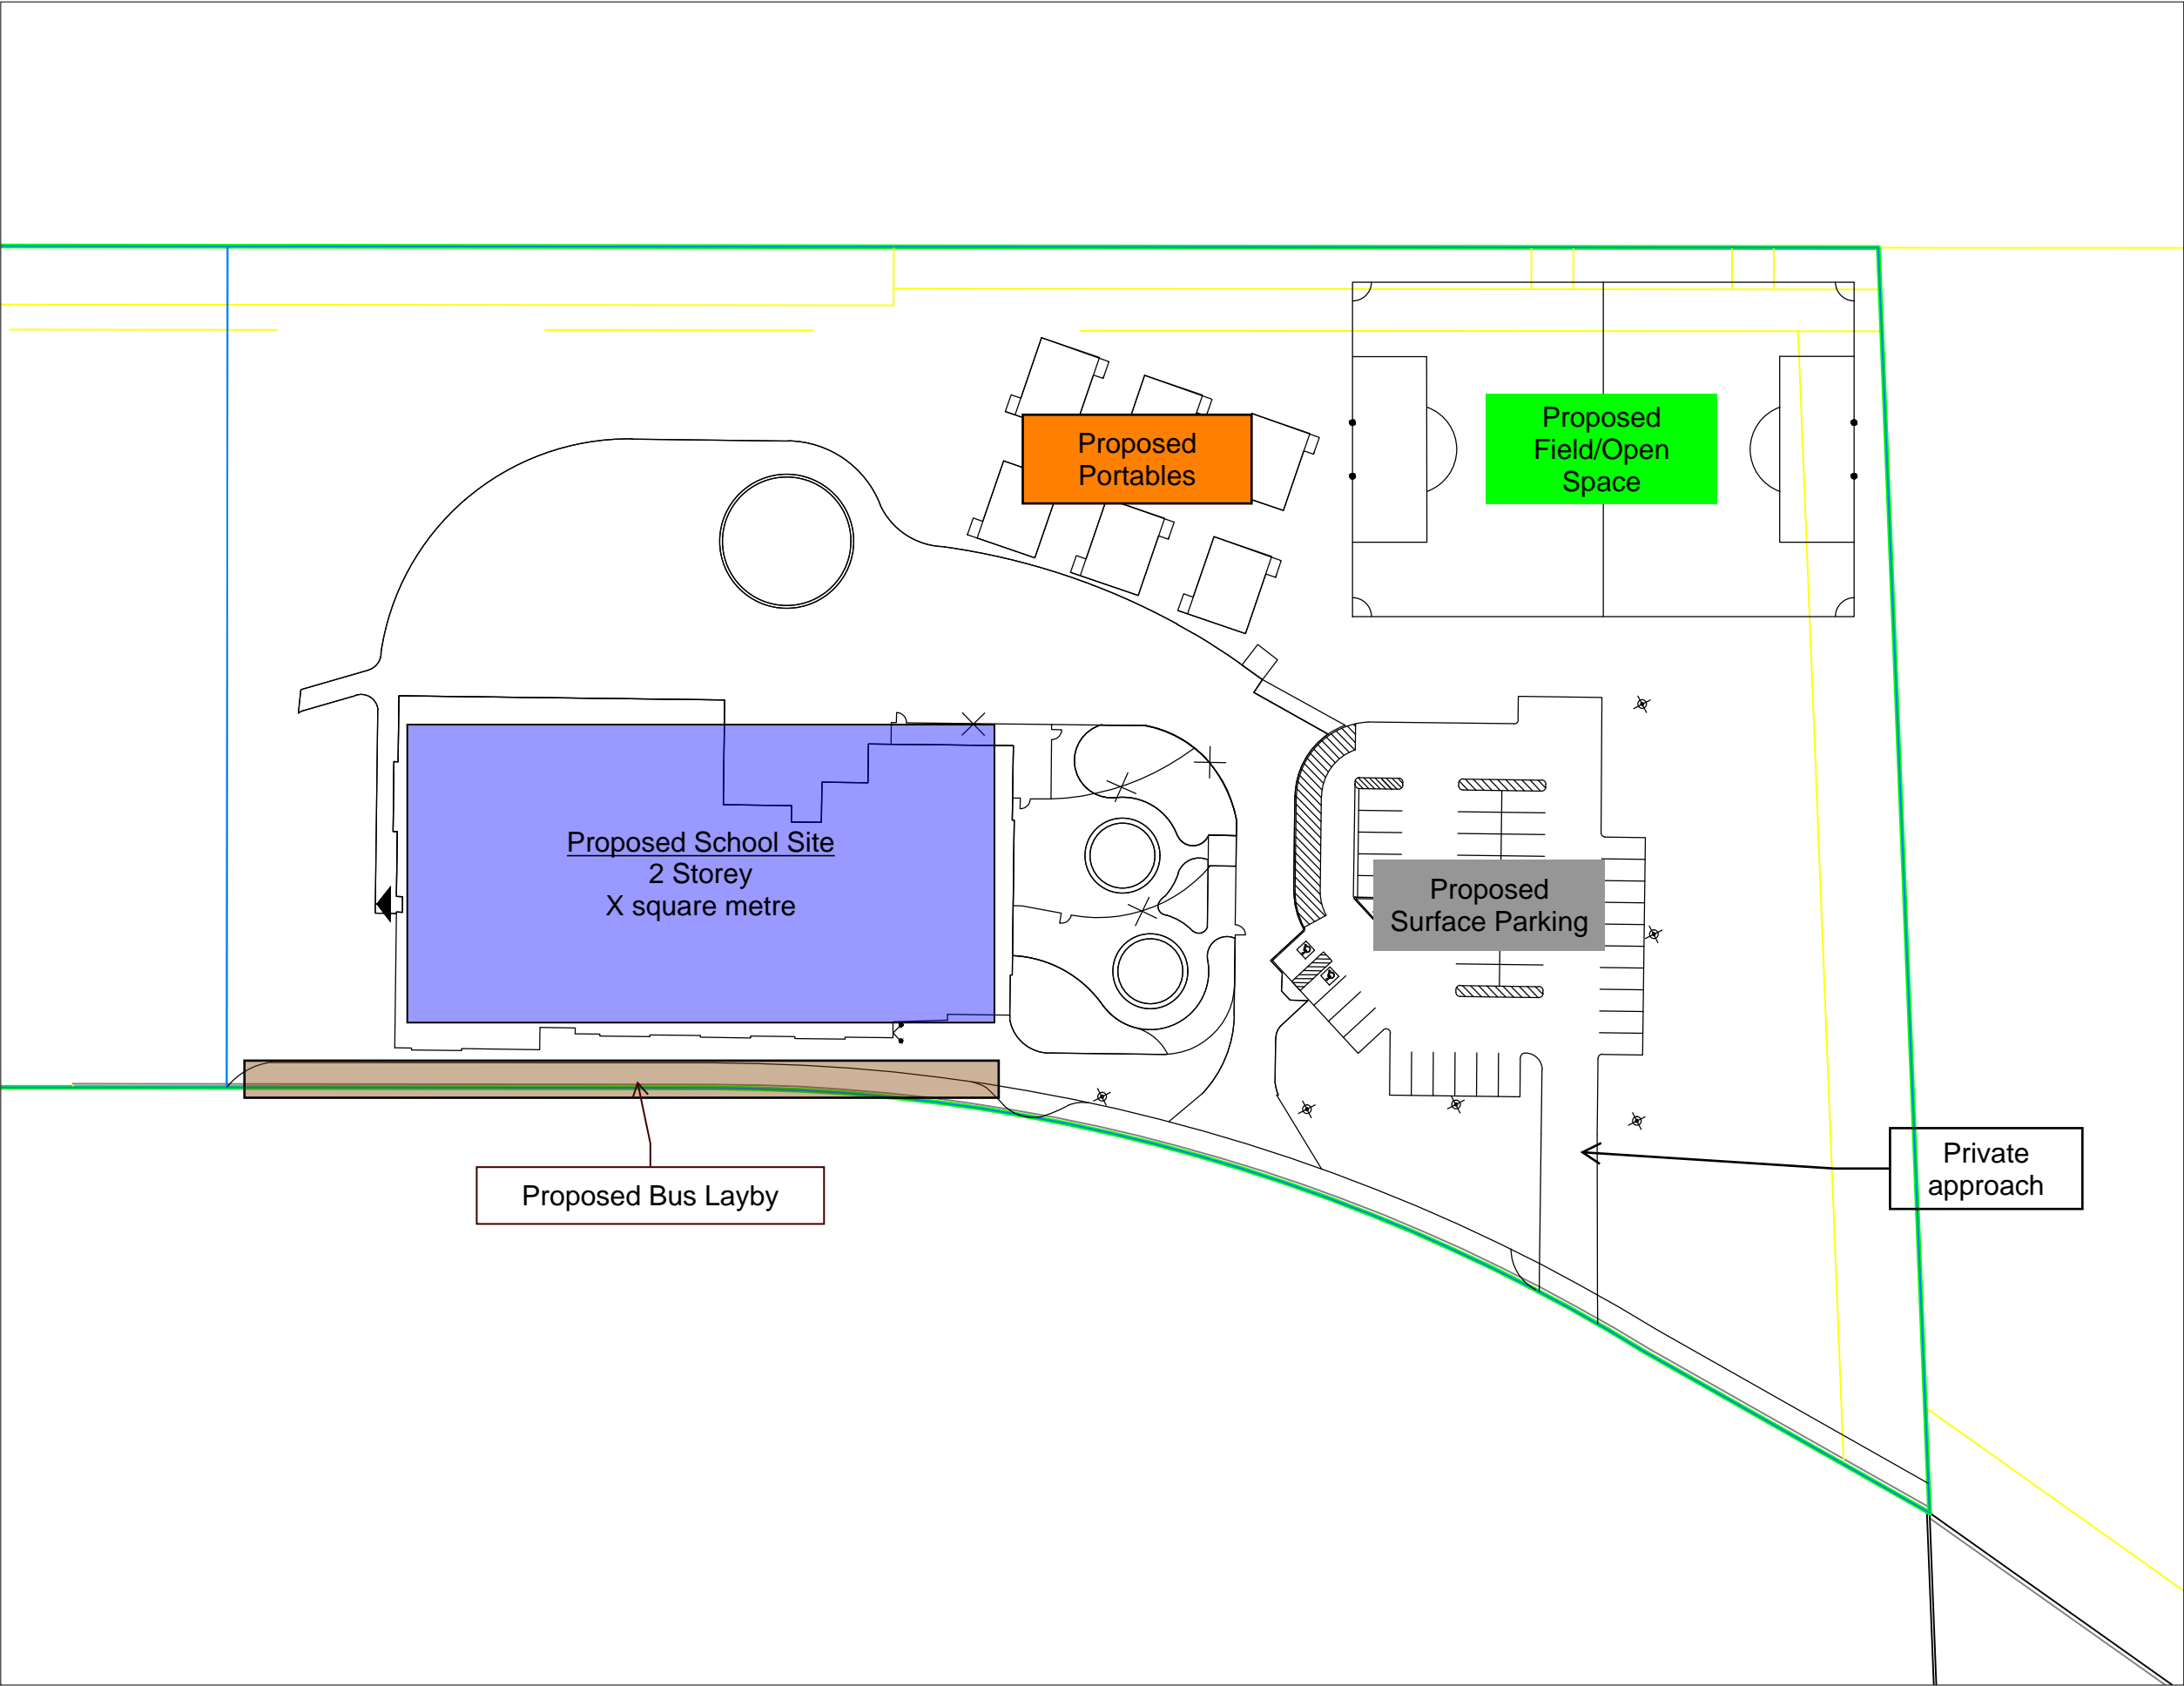 Proposed
Portables
Proposed
Field/Open
Space
Proposed School Site
2 Storey
X square metre
Proposed
Surface Parking
Proposed Bus Layby
Private
approach